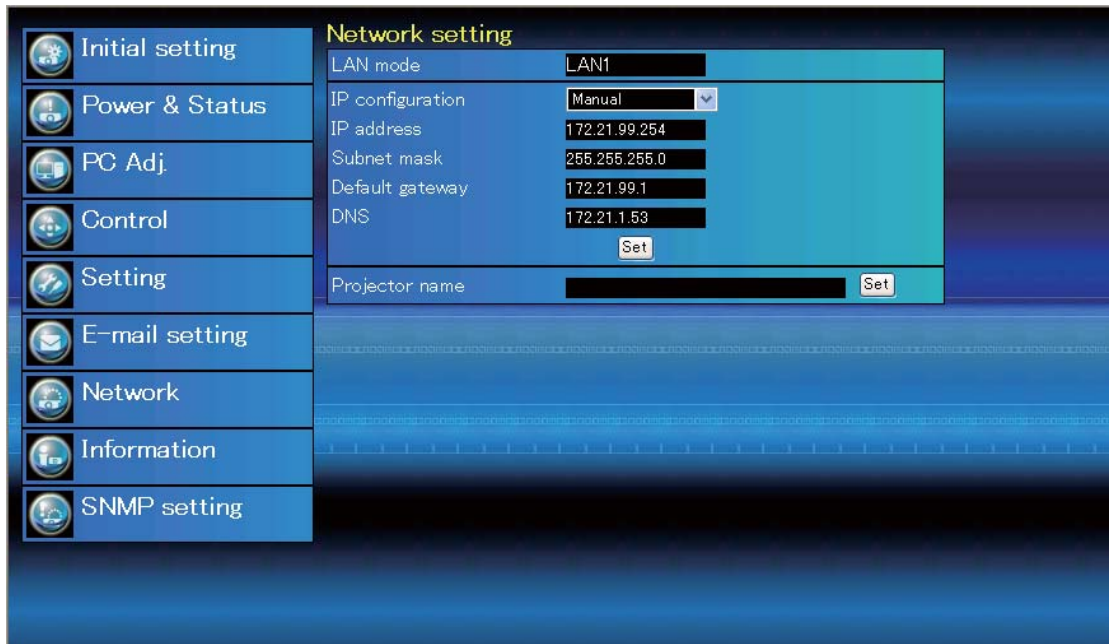 Initial setting
Power & Status
PC Adj.
Control
Setting
E-mail setting
Network
Information
SNMP setting
Network setting
LAN mode LAN1
IP configuration Manual
IP address 172.21.99.254
Subnet mask 255.255.255.0
Default gateway 172.21.99.1
DNS 172.21.1.53
Set
Projector name Set